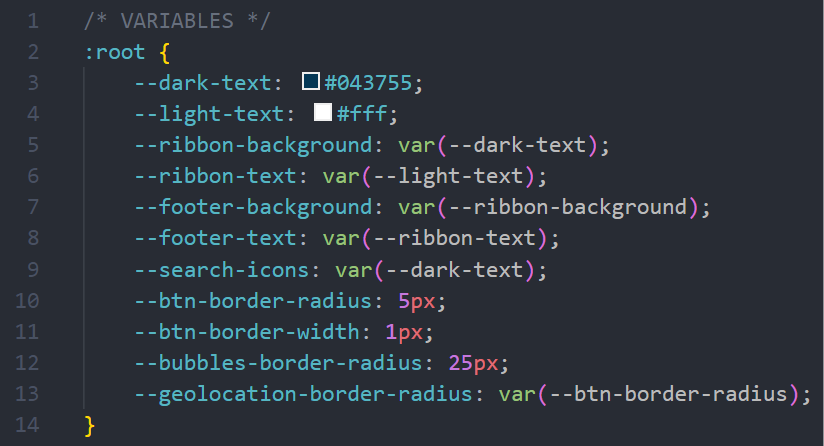 1 /* VARIABLES */
2 :root {
3 --dark-text: #043755;
4 --light-text: #fff;
5 --ribbon-background: var(--dark-text);
6 --ribbon-text: var(--light-text);
7 --footer-background: var(--ribbon-background);
8 --footer-text: var(--ribbon-text);
9 --search-icons: var(--dark-text);
10 --btn-border-radius: 5px;
11 --btn-border-width: 1px;
12 --bubbles-border-radius: 25px;
13 --geolocation-border-radius: var(--btn-border-radius);
14 }